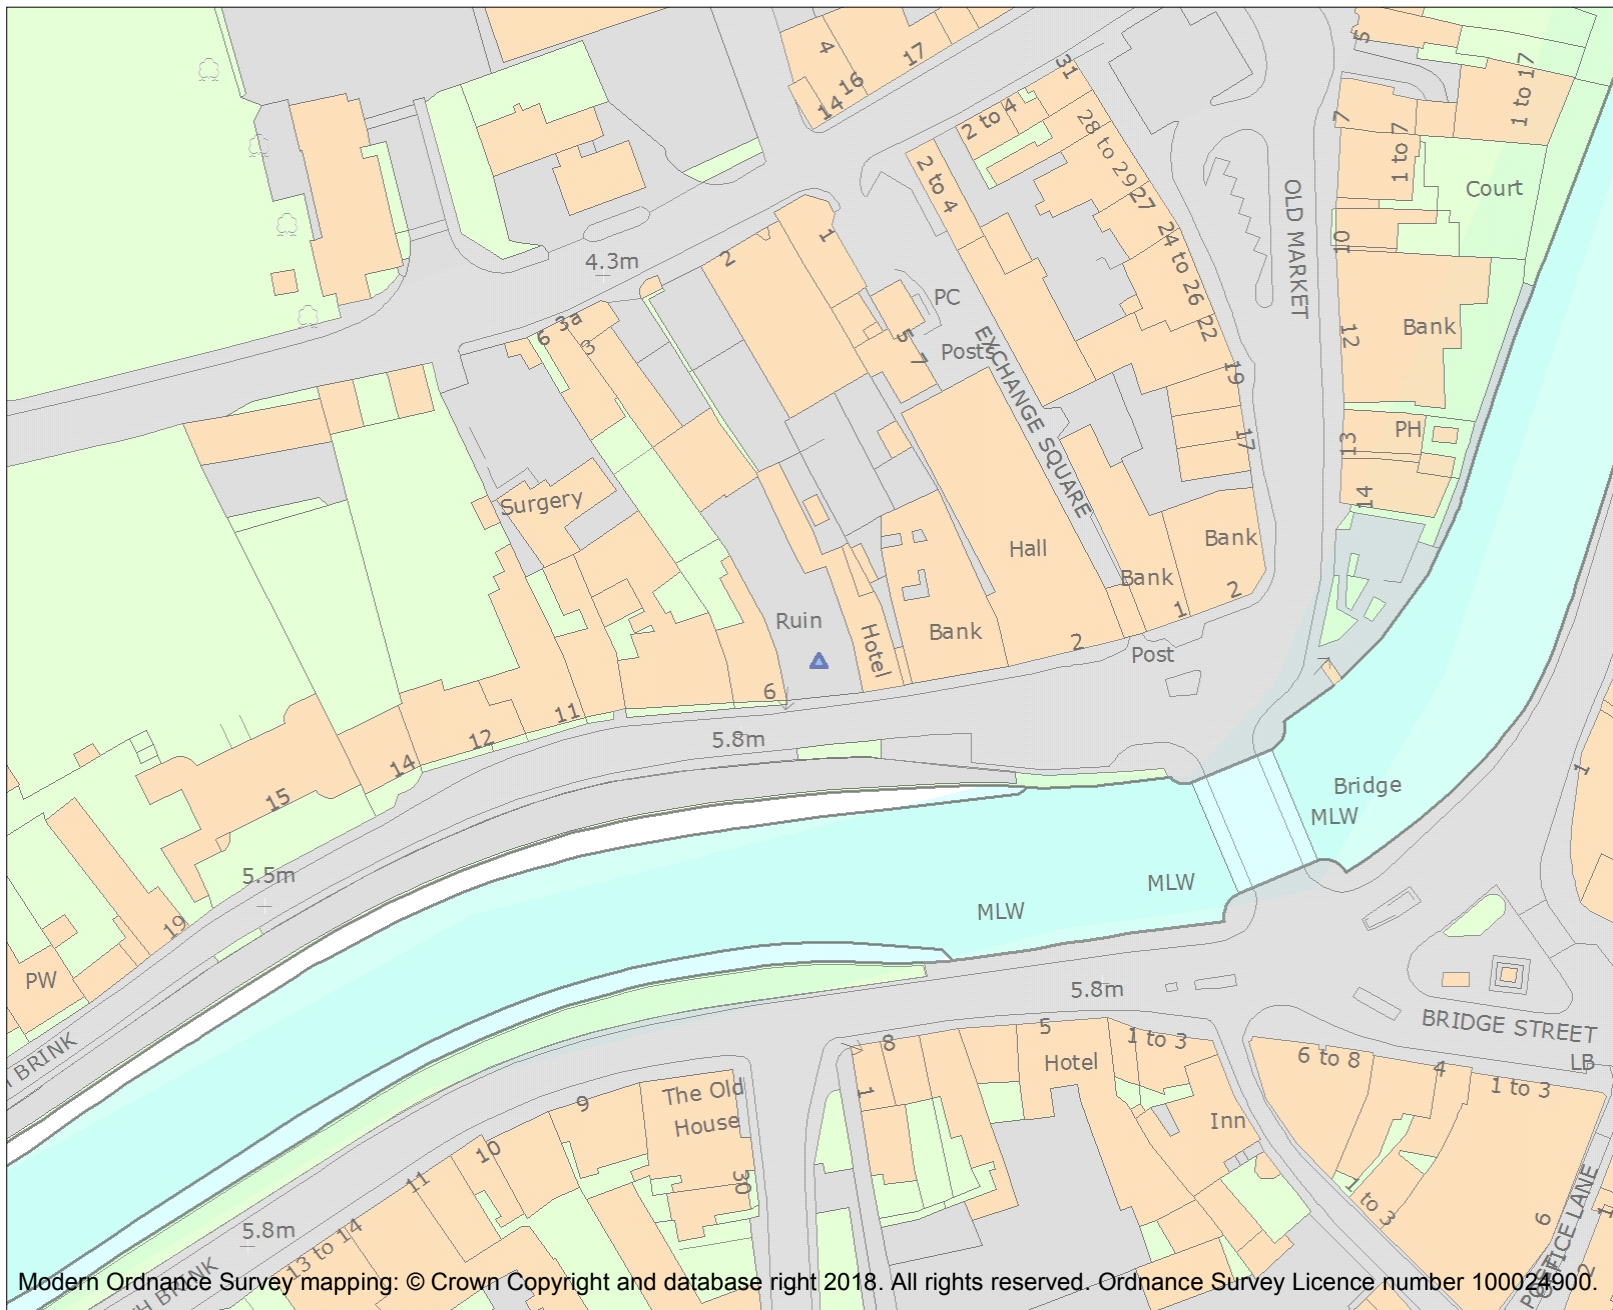 4
16
14
17
31
2 to 4
5
1 to 17
7
1 to 7
28 to 29
27
2 to 4
Court
OLD MARKET
10
1
2
4.3m
24 to 26
PC
22
12
Bank
6
3a
3
5
7
Posts
EXCHANGE SQUARE
19
17
13
PH
14
Surgery
Hall
Bank
Bank
2
1
Ruin
Hotel
Bank
2
Post
6
11
12
14
15
5.8m
Bridge
MLW
1
5.5m
MLW
MLW
19
PW
5.8m
BRINK
BRIDGE STREET
LB
8
5
Hotel
1 to 3
6 to 8
4
1 to 3
1
The Old
House
9
10
11
30
Inn
1 to 3
5.8m
13 to 14
6
1
2
BRINK
Modern Ordnance Survey mapping: © Crown Copyright and database right 2018. All rights reserved. Ordnance Survey Licence number 100024900.